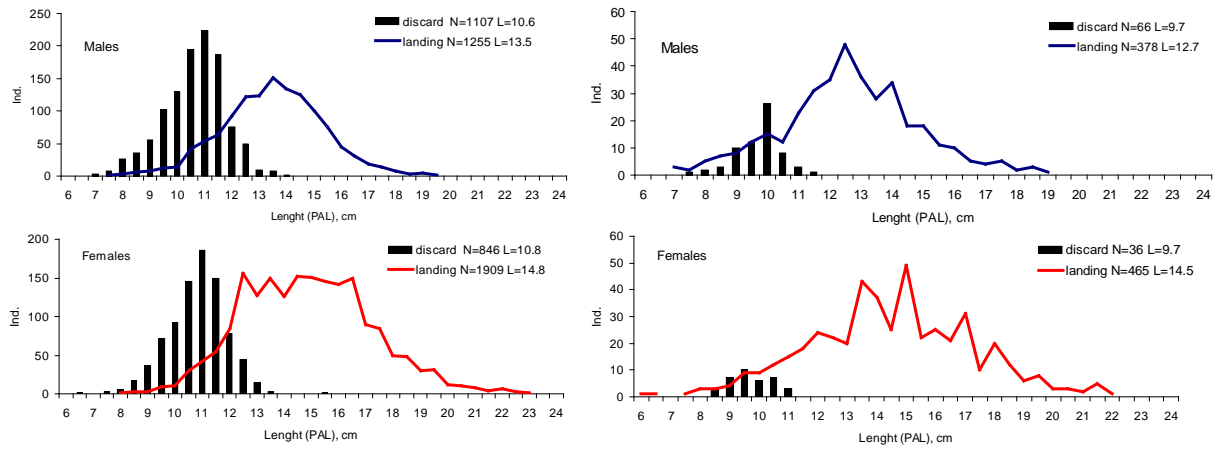 250
200
150
100
50
0
Ind.
Males
discard N=1107 L=10.6
landing N=1255 L=13.5
6 7 8 9 10 11 12 13 14 15 16 17 18 19 20 21 22 23 24
Lenght (PAL), cm
60
50
40
30
20
10
0
Ind.
Males
discard N=66 L=9.7
landing N=378 L=12.7
6 7 8 9 10 11 12 13 14 15 16 17 18 19 20 21 22 23 24
Lenght (PAL), cm
200
150
100
50
0
Ind.
Females
discard N=846 L=10.8
landing N=1909 L=14.8
6 7 8 9 10 11 12 13 14 15 16 17 18 19 20 21 22 23 24
Lenght (PAL), cm
60
50
40
30
20
10
0
Ind.
Females
discard N=36 L=9.7
landing N=465 L=14.5
6 7 8 9 10 11 12 13 14 15 16 17 18 19 20 21 22 23 24
Lenght (PAL), cm